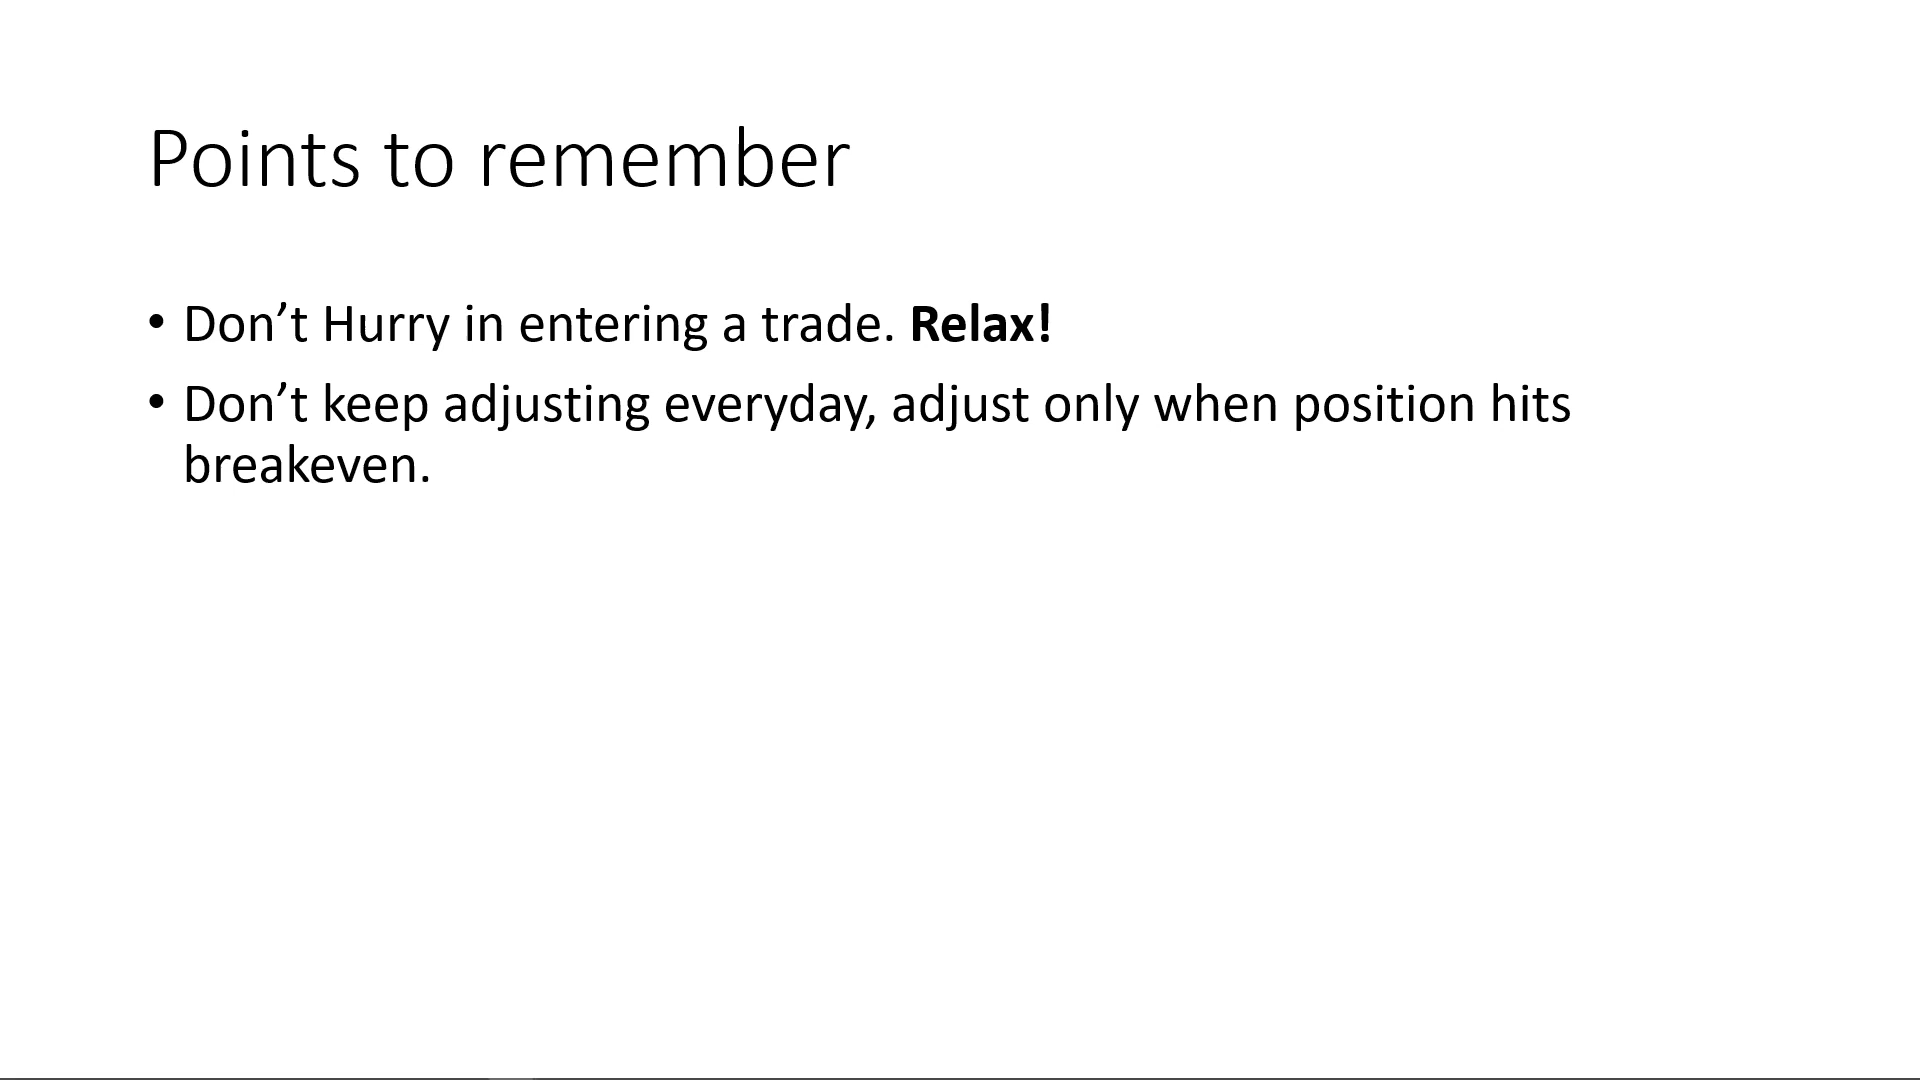 Points to remember
• Don’t Hurry in entering a trade. Relax!
• Don’t keep adjusting everyday, adjust only when position hits
breakeven.